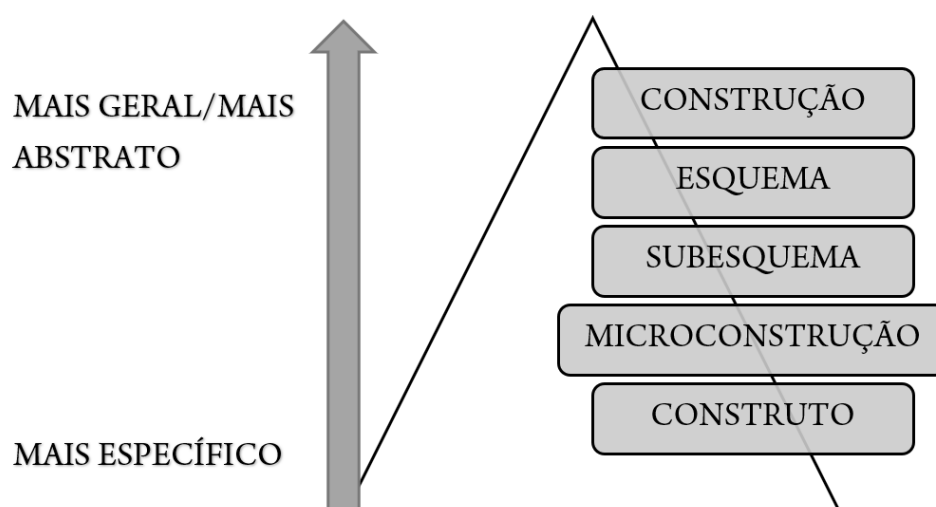 MAIS GERAL/MAIS
ABSTRATO
CONSTRUÇÃO
ESQUEMA
SUBESQUEMA
MICROCONSTRUÇÃO
CONSTRUTO
MAIS ESPECÍFICO